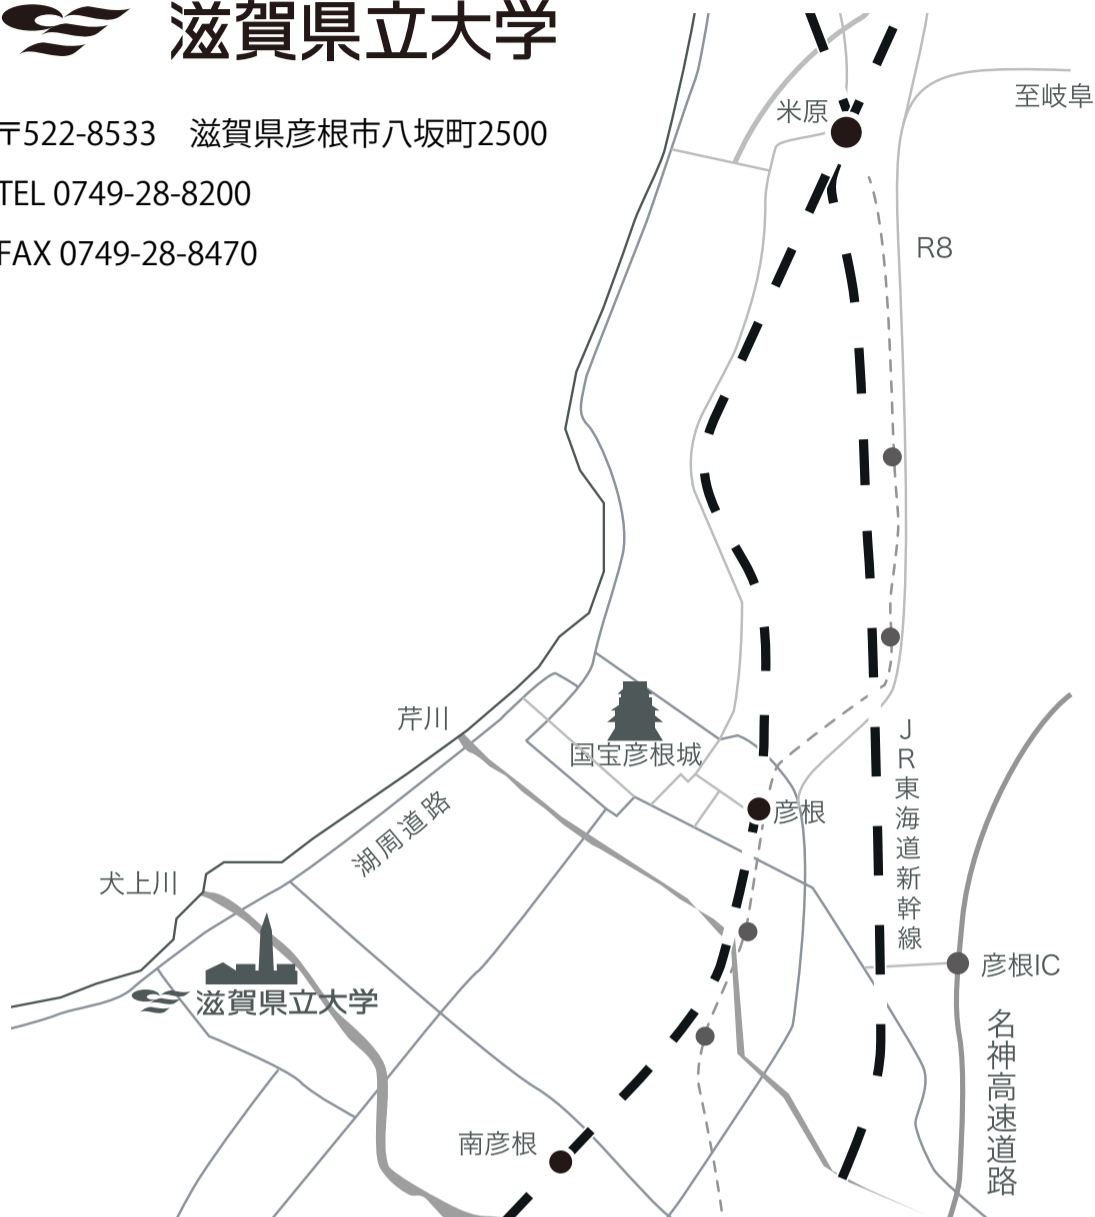 滋賀県立大学
〒522-8533　滋賀県彦根市八坂町2500
TEL 0749-28-8200
FAX 0749-28-8470
至岐阜
米原
R8
芹川
国宝彦根城
JR東海道新幹線
湖周道路
彦根
犬上川
彦根IC
滋賀県立大学
名神高速道路
南彦根